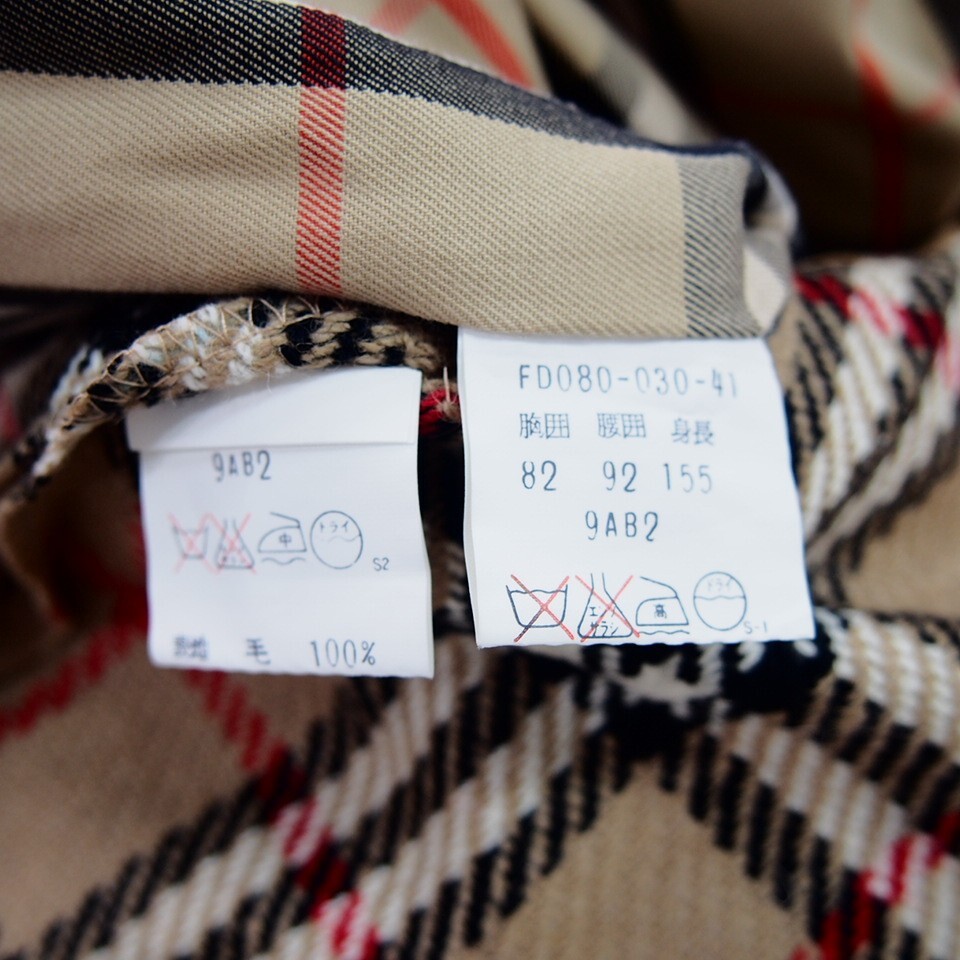 9AB2
中
トライ
S2
毛 100%
FD080-030-41
胸囲 腰囲 身長
82 92 155
9AB2
エンソ サラシ
高
ドライ
S-1